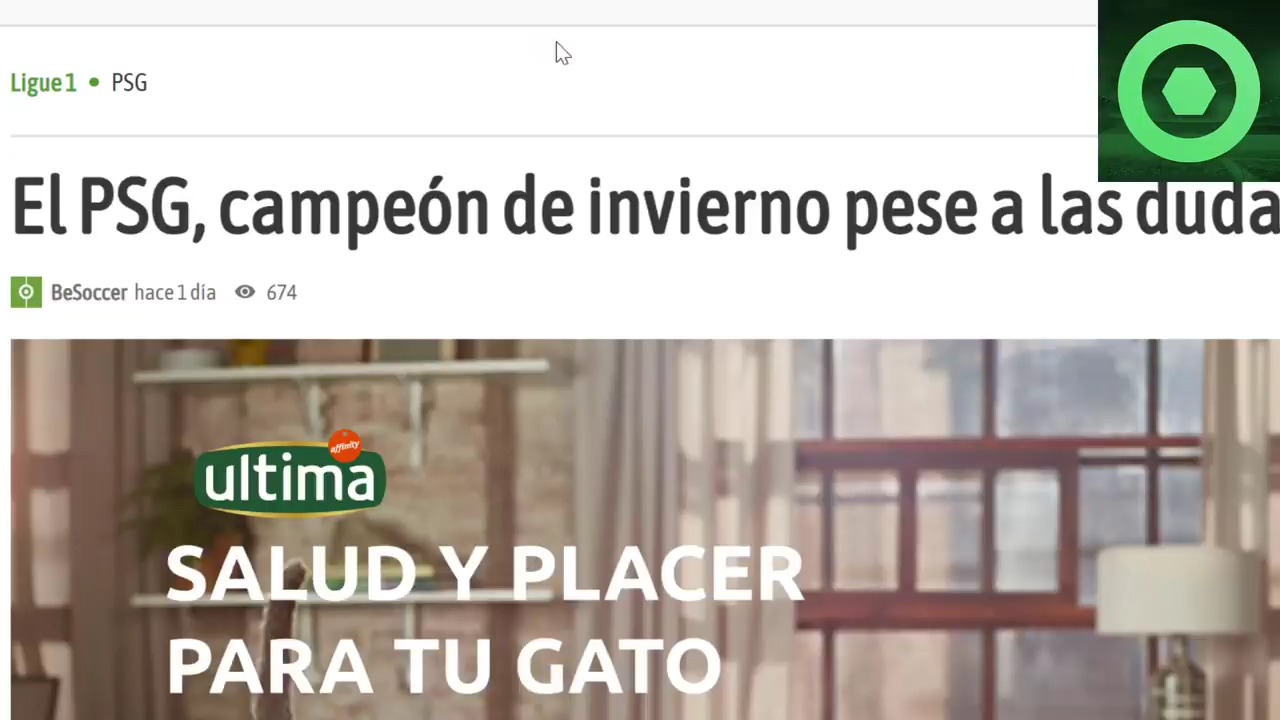 Ligue 1 • PSG
El PSG, campeón de invierno pese a las duda
BeSoccer hace 1 día 674
affinity
ultima
SALUD Y PLACER
PARA TU GATO